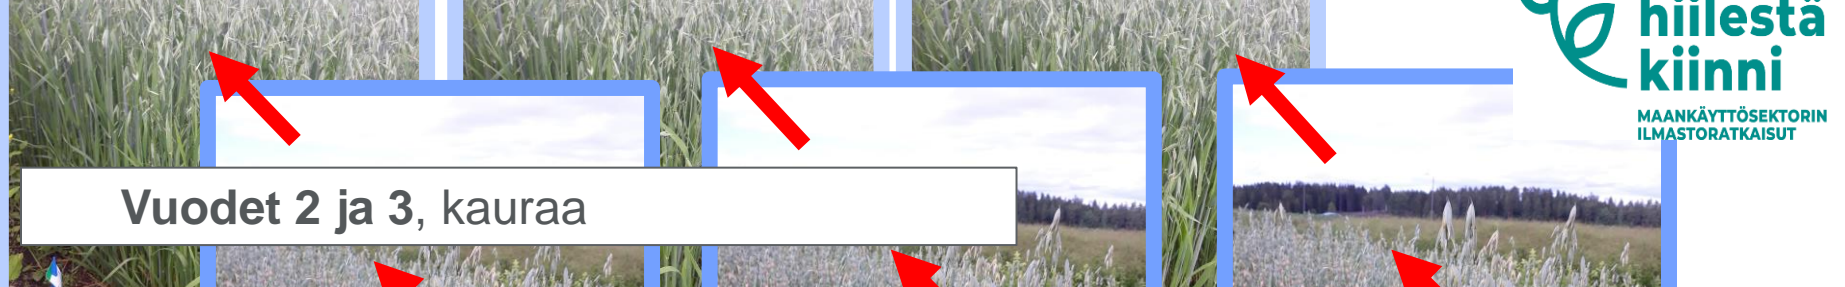 hiilestä
kiinni
MAANKÄYTTÖSEKTORIN
ILMASTORATKAISUT
Vuodet 2 ja 3, kauraa